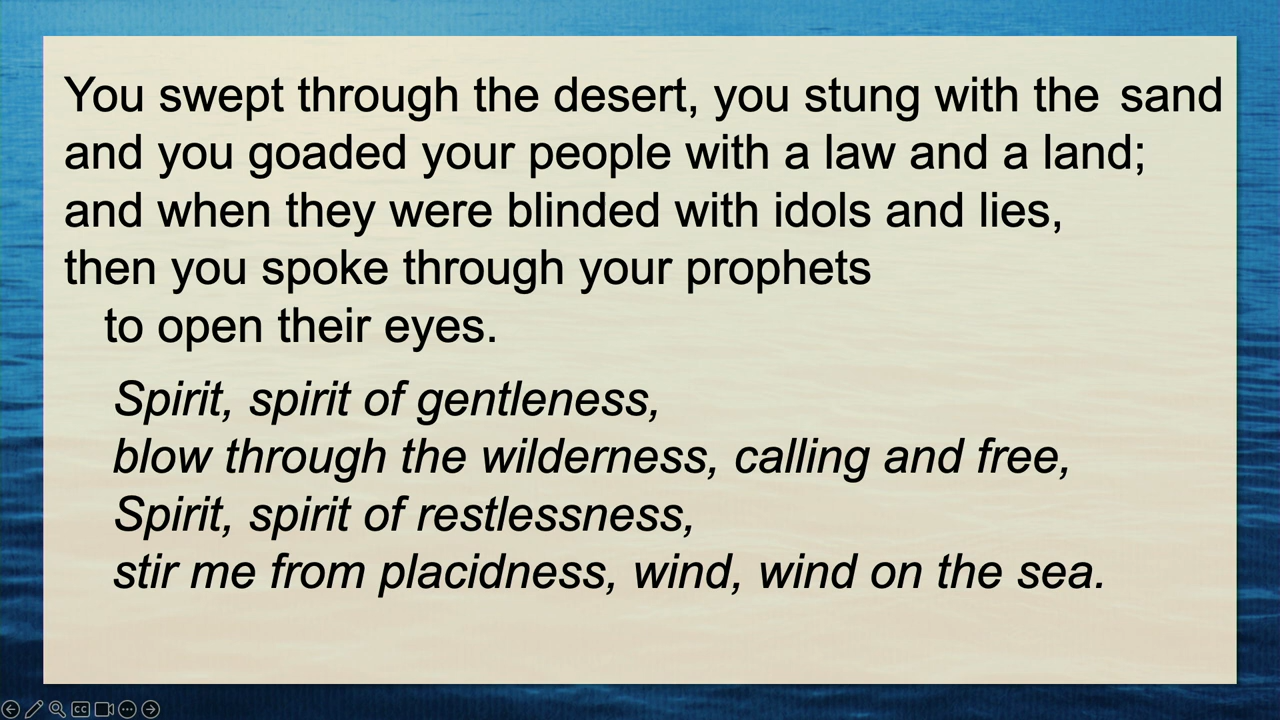 You swept through the desert, you stung with the sand
and you goaded your people with a law and a land;
and when they were blinded with idols and lies,
then you spoke through your prophets
to open their eyes.
Spirit, spirit of gentleness,
blow through the wilderness, calling and free,
Spirit, spirit of restlessness,
stir me from placidness, wind, wind on the sea.
CC